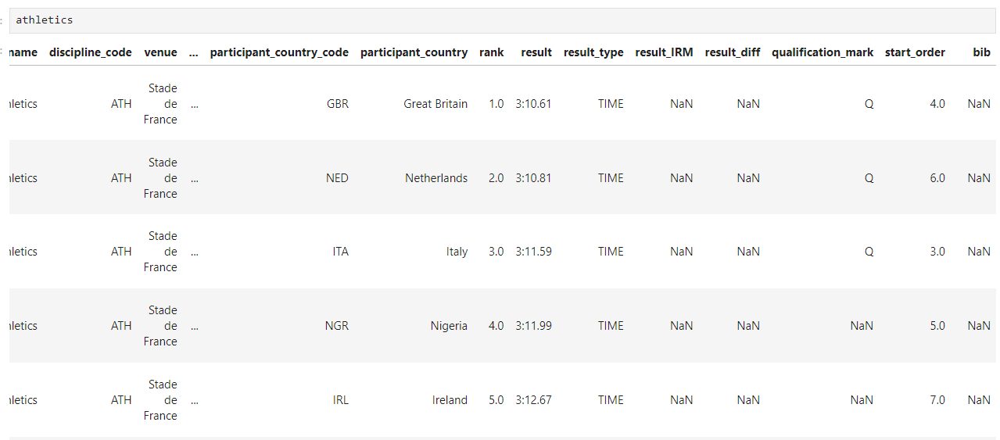 athletics
name discipline_code venue ... participant_country_code participant_country rank result result_type result_IRM result_diff qualification_mark start_order bib
Stade
hletics ATH de ... GBR Great Britain 1.0 3:10.61 TIME NaN NaN Q 4.0 NaN
France
Stade
hletics ATH de ... NED Netherlands 2.0 3:10.81 TIME NaN NaN Q 6.0 NaN
France
Stade
hletics ATH de ... ITA Italy 3.0 3:11.59 TIME NaN NaN Q 3.0 NaN
France
Stade
hletics ATH de ... NGR Nigeria 4.0 3:11.99 TIME NaN NaN NaN 5.0 NaN
France
Stade
hletics ATH de ... IRL Ireland 5.0 3:12.67 TIME NaN NaN NaN 7.0 NaN
France